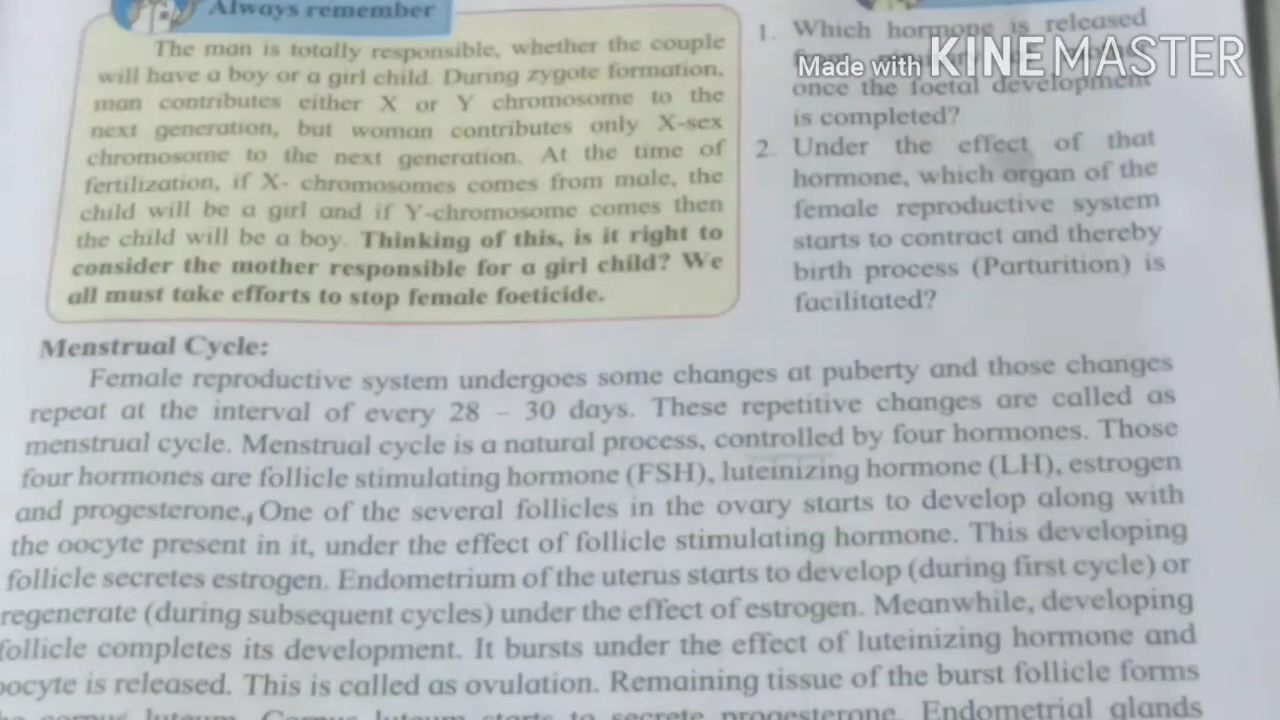 Always remember
The man is totally responsible, whether the couple
will have a boy or a girl child. During zygote formation,
man contributes either X or Y chromosome to the
next generation, but woman contributes only X-sex
chromosome to the next generation. At the time of
fertilization, if X- chromosomes comes from male, the
child will be a girl and if Y-chromosome comes then
the child will be a boy. Thinking of this, is it right to
consider the mother responsible for a girl child? We
all must take efforts to stop female foeticide.
1. Which hormone is released
Made with KINEMASTER
once the foetal development
is completed?
2. Under the effect of that
hormone, which organ of the
female reproductive system
starts to contract and thereby
birth process (Parturition) is
facilitated?
Menstrual Cycle:
Female reproductive system undergoes some changes at puberty and those changes
repeat at the interval of every 28 – 30 days. These repetitive changes are called as
menstrual cycle. Menstrual cycle is a natural process, controlled by four hormones. Those
four hormones are follicle stimulating hormone (FSH), luteinizing hormone (LH), estrogen
and progesterone. One of the several follicles in the ovary starts to develop along with
the oocyte present in it, under the effect of follicle stimulating hormone. This developing
follicle secretes estrogen. Endometrium of the uterus starts to develop (during first cycle) or
regenerate (during subsequent cycles) under the effect of estrogen. Meanwhile, developing
follicle completes its development. It bursts under the effect of luteinizing hormone and
oocyte is released. This is called as ovulation. Remaining tissue of the burst follicle forms
corpus luteum. Corpus luteum starts to secrete progesterone. Endometrial glands